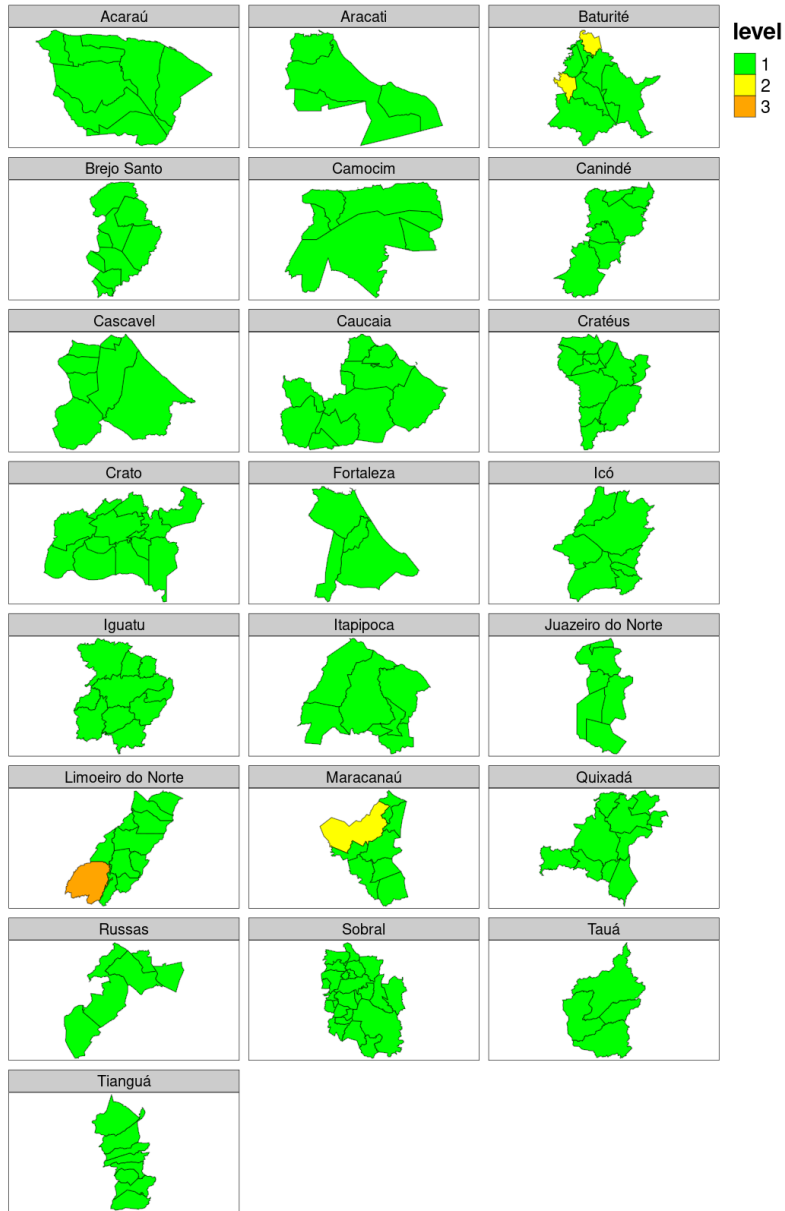 Acaraú
Aracati
Baturité
level
1
2
3
Brejo Santo
Camocim
Canindé
Cascavel
Caucaia
Cratéus
Crato
Fortaleza
Icó
Iguatu
Itapipoca
Juazeiro do Norte
Limoeiro do Norte
Maracanaú
Quixadá
Russas
Sobral
Tauá
Tianguá